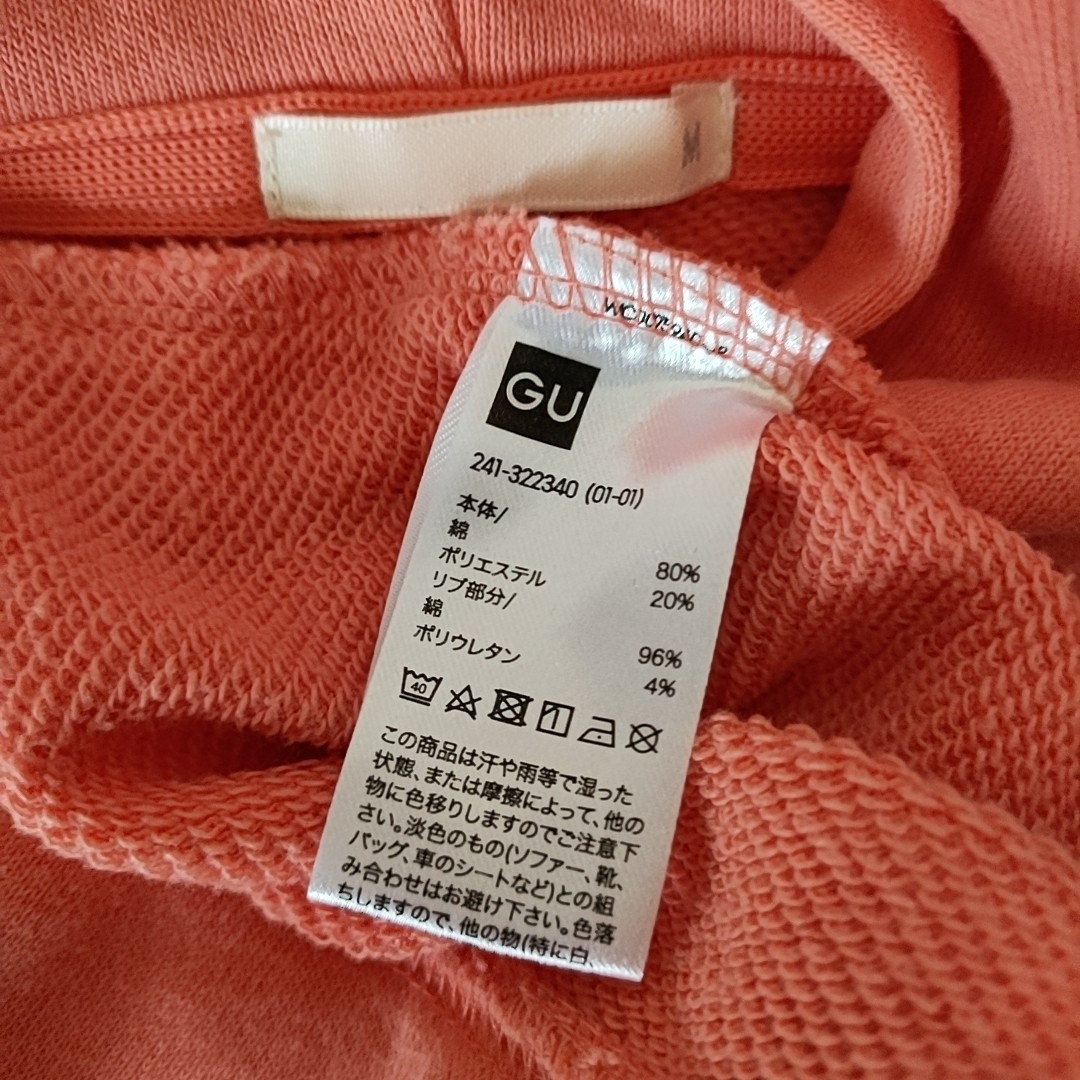 M
GU
241-322340 (01-01)
本体/
綿 80%
ポリエステル 20%
リブ部分/
綿 96%
ポリウレタン 4%
40
この商品は汗や雨等で湿った
状態、または摩擦によって、他の
物に色移りしますのでご注意下
さい。淡色のもの(ソファー、靴、
バッグ、車のシートなど)との組
み合わせはお避け下さい。色落
ちしますので、他の物(特に白、